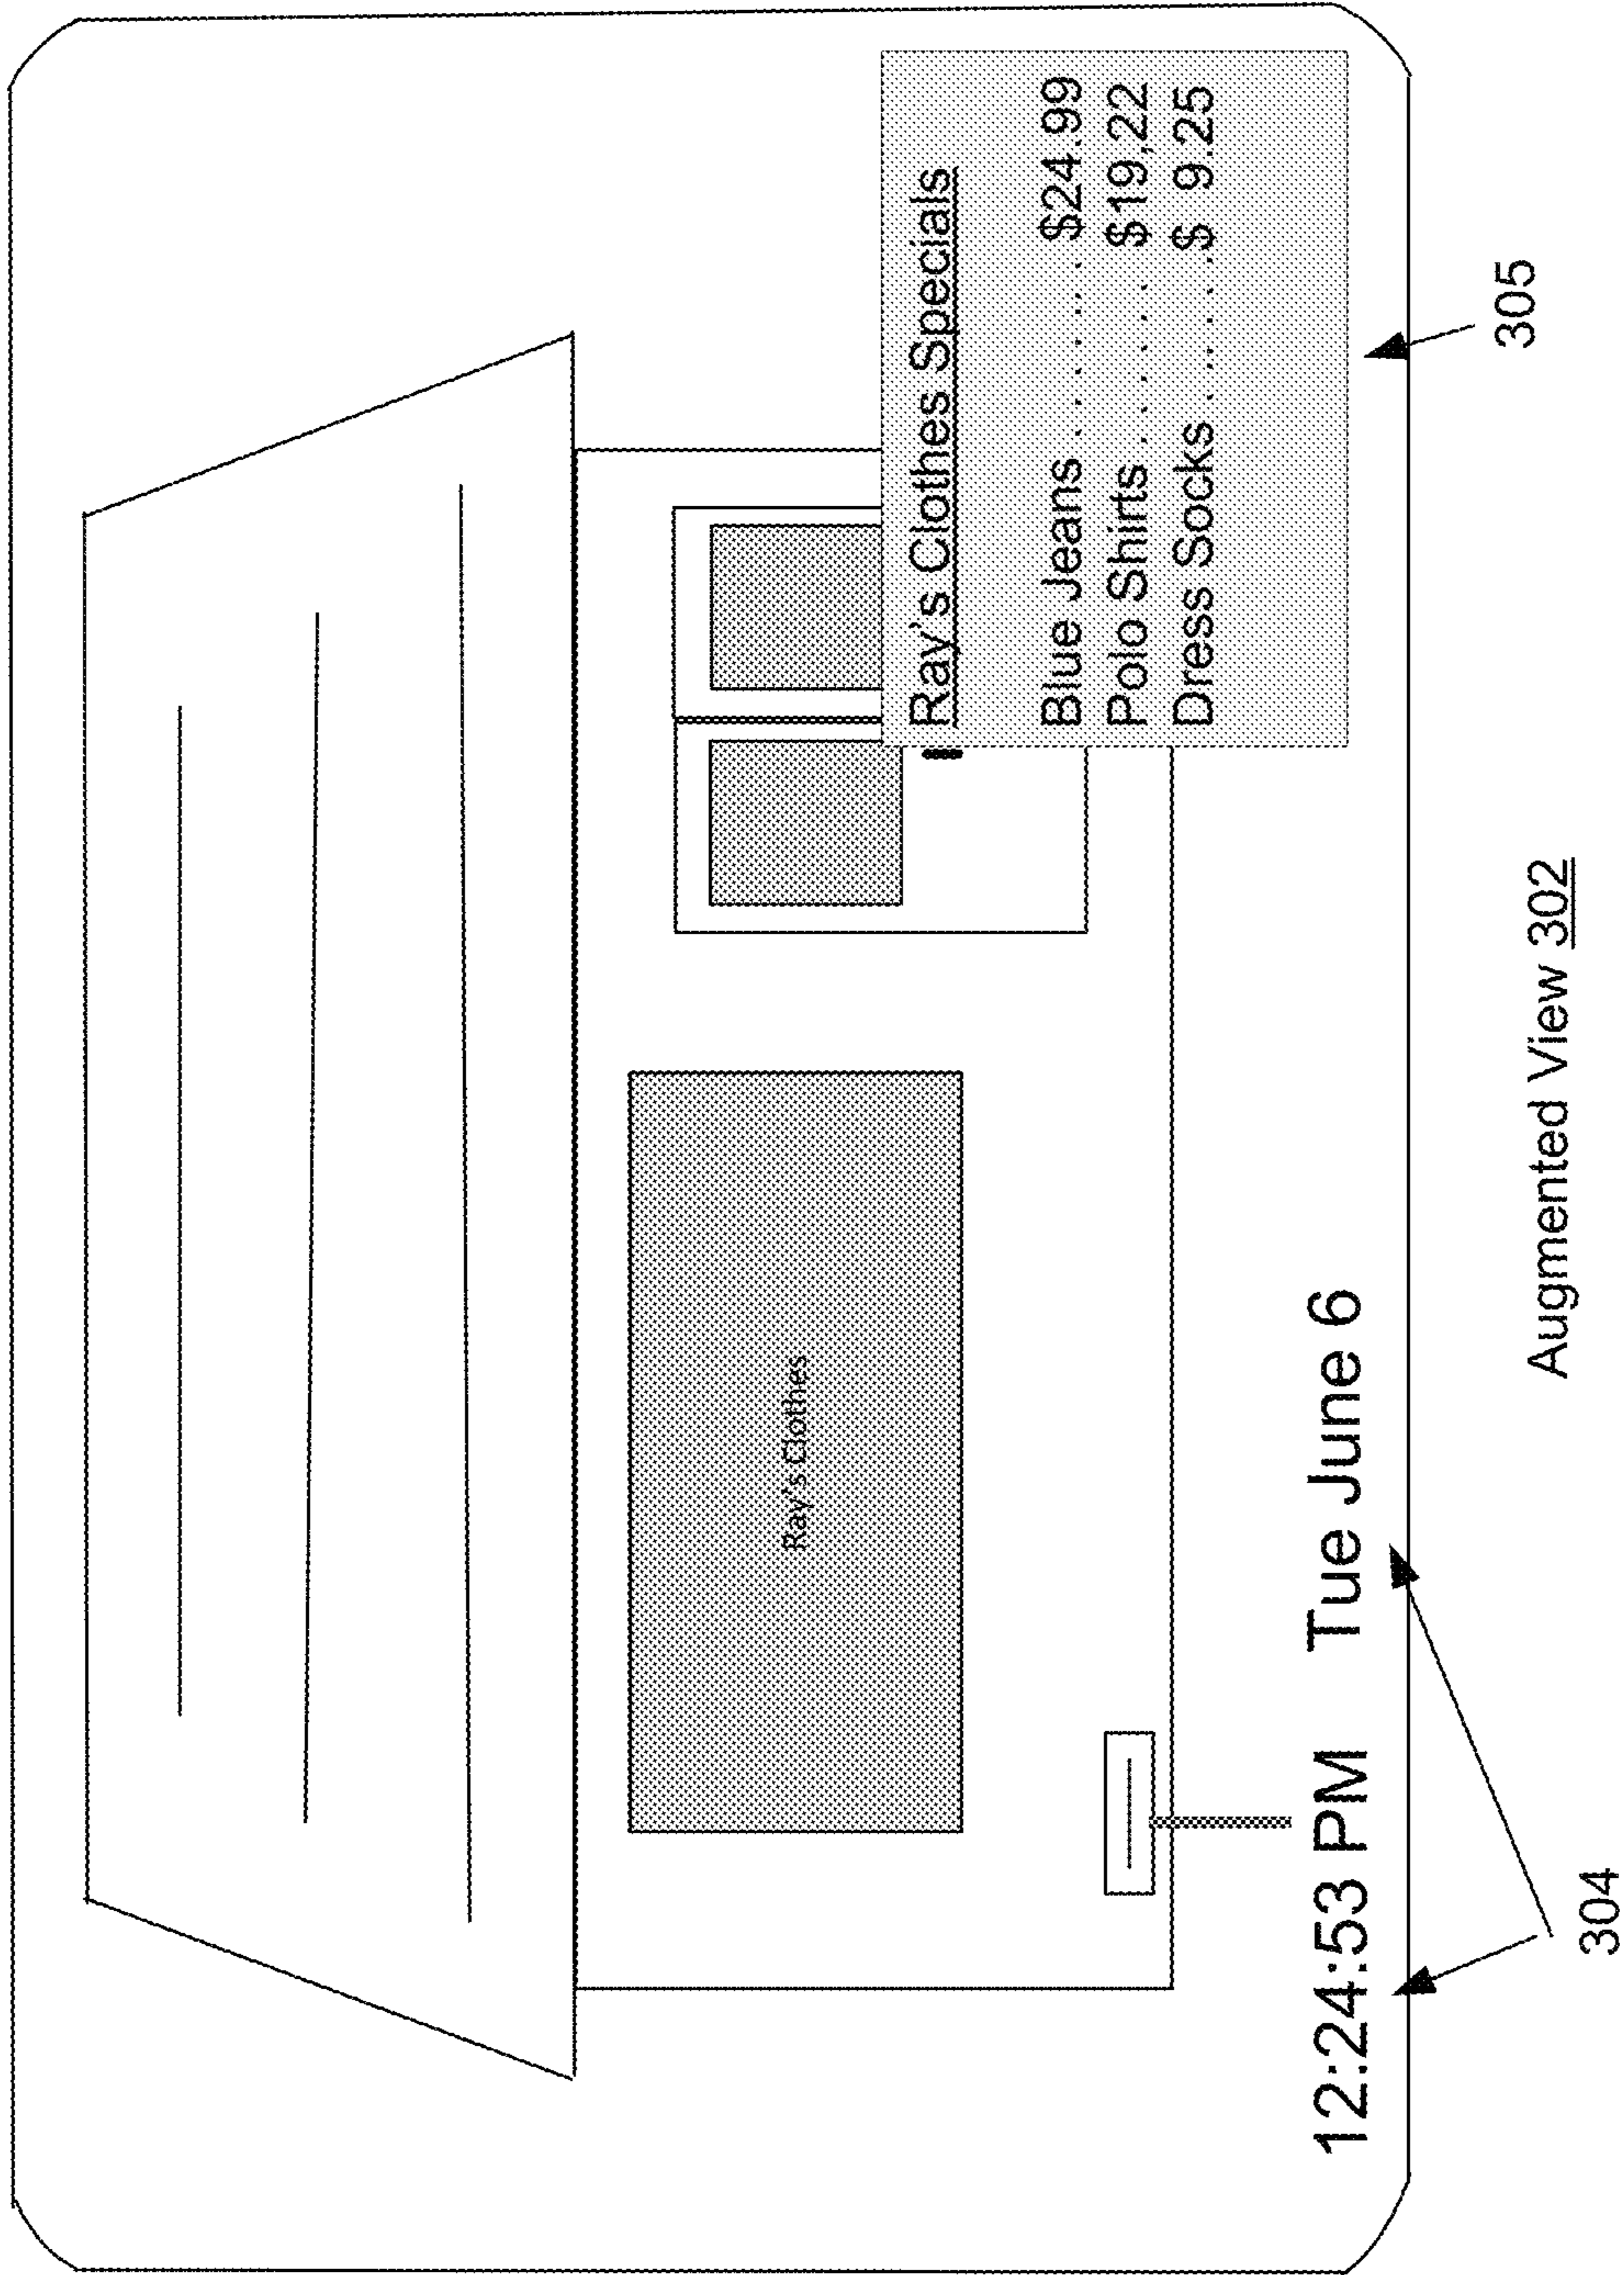 Ray's Clothes
Ray's Clothes Specials
Blue Jeans . . . . . . . $24.99
Polo Shirts . . . . . . . $19,22
Dress Socks . . . . . . $ 9.25
12:24:53 PM Tue June 6
304
305
Augmented View 302